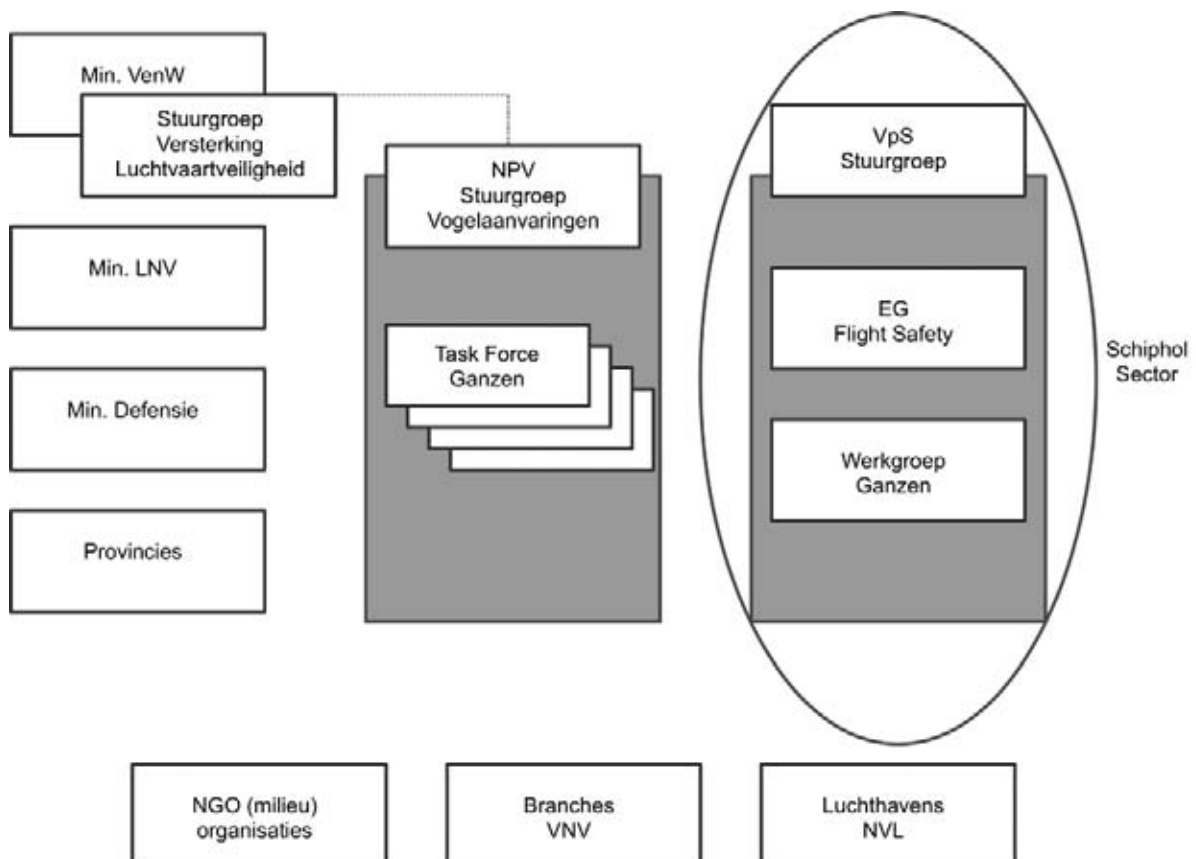 Min. VenW
Stuurgroep
Versterking
Luchtvaartveiligheid
Min. LNV
Min. Defensie
Provincies
NPV
Stuurgroep
Vogelaanvaringen
Task Force
Ganzen
VpS
Stuurgroep
EG
Flight Safety
Werkgroep
Ganzen
Schiphol
Sector
NGO (milieu)
organisaties
Branches
VNV
Luchthavens
NVL